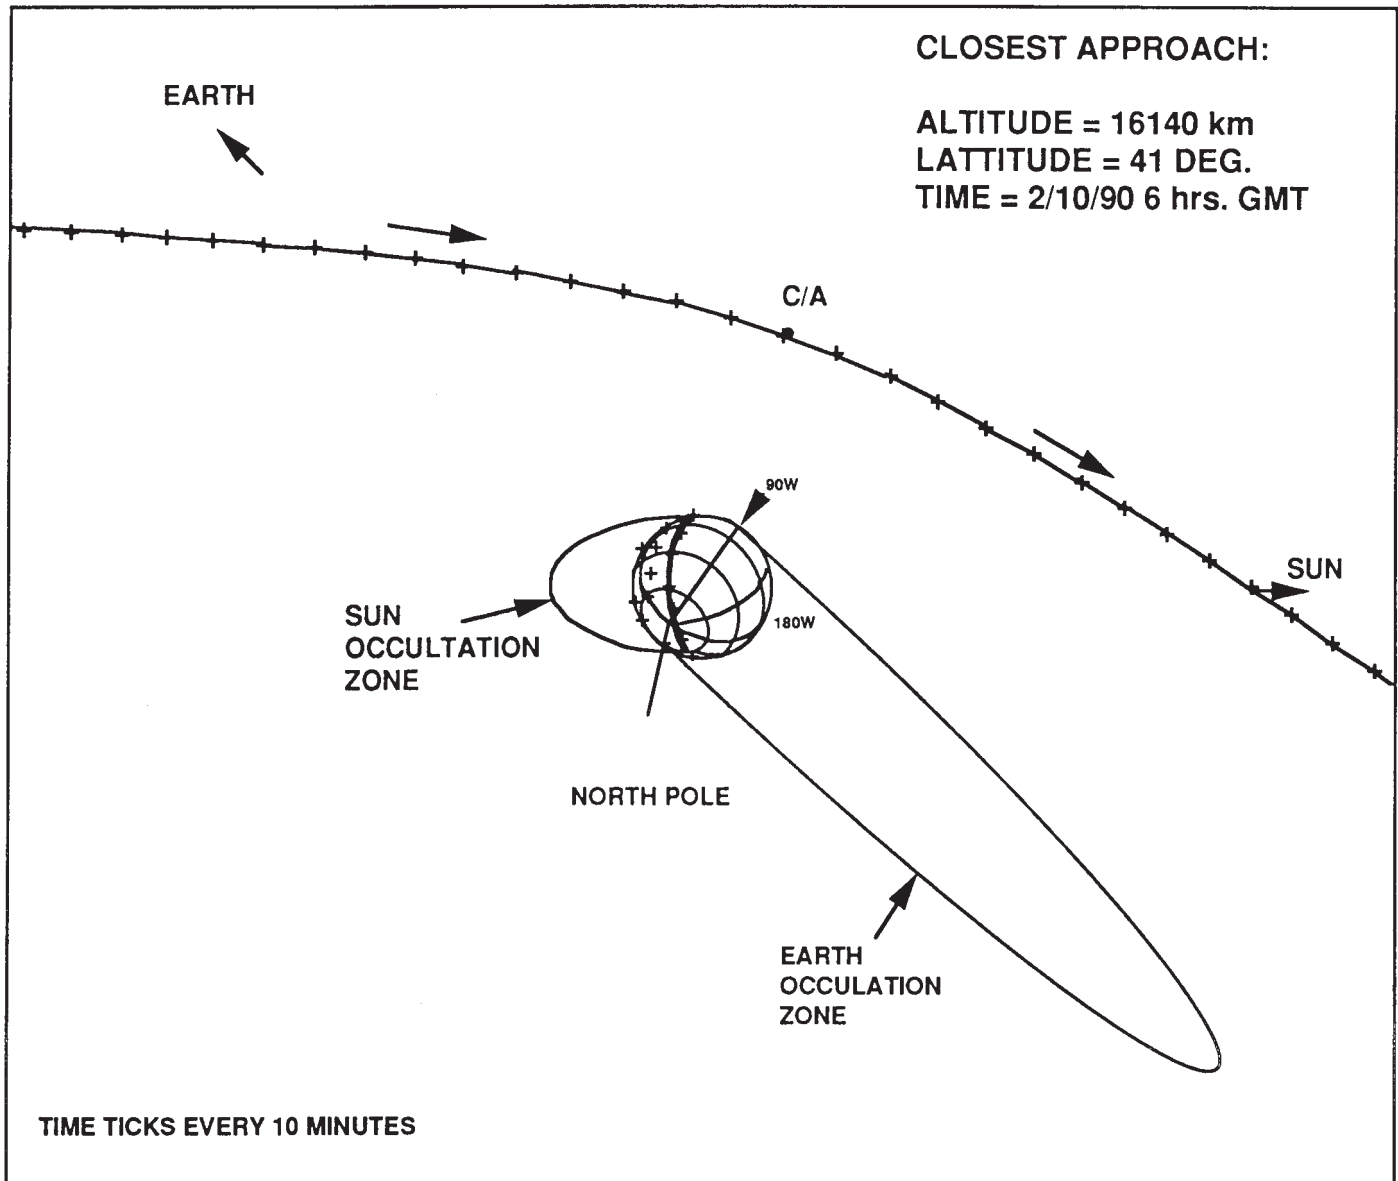 CLOSEST APPROACH:
EARTH
ALTITUDE = 16140 km
LATTITUDE = 41 DEG.
TIME = 2/10/90 6 hrs. GMT
C/A
90W
SUN
SUN
OCCULTATION
ZONE
180W
NORTH POLE
EARTH
OCCULATION
ZONE
TIME TICKS EVERY 10 MINUTES